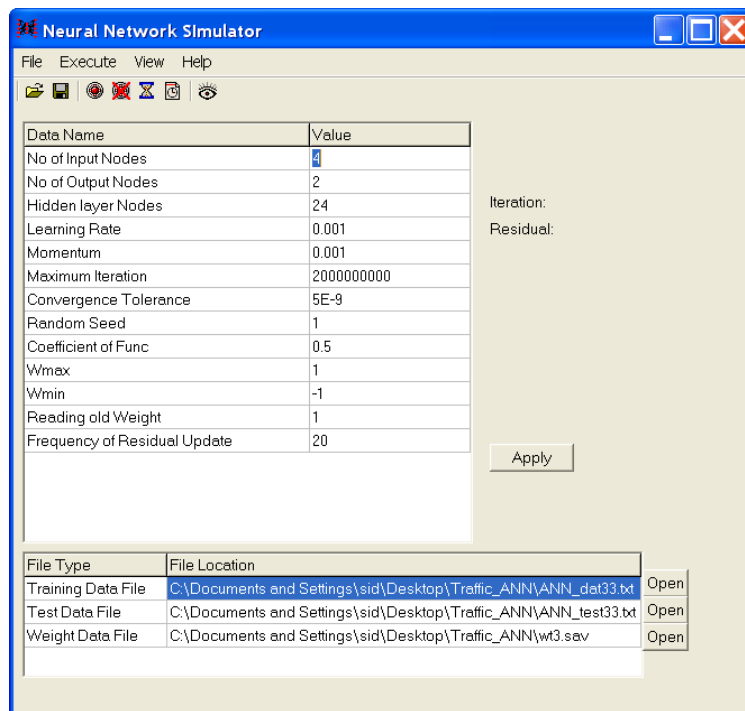 Neural Network SImulator
File Execute View Help
Data Name Value
No of Input Nodes 4
No of Output Nodes 2
Hidden layer Nodes 24
Learning Rate 0.001
Momentum 0.001
Maximum Iteration 2000000000
Convergence Tolerance 5E-9
Random Seed 1
Coefficient of Func 0.5
Wmax 1
Wmin -1
Reading old Weight 1
Frequency of Residual Update 20
Iteration:
Residual:
Apply
File Type File Location
Training Data File C:\Documents and Settings\sid\Desktop\Traffic_ANN\ANN_dat33.txt Open
Test Data File C:\Documents and Settings\sid\Desktop\Traffic_ANN\ANN_test33.txt Open
Weight Data File C:\Documents and Settings\sid\Desktop\Traffic_ANN\wt3.sav Open